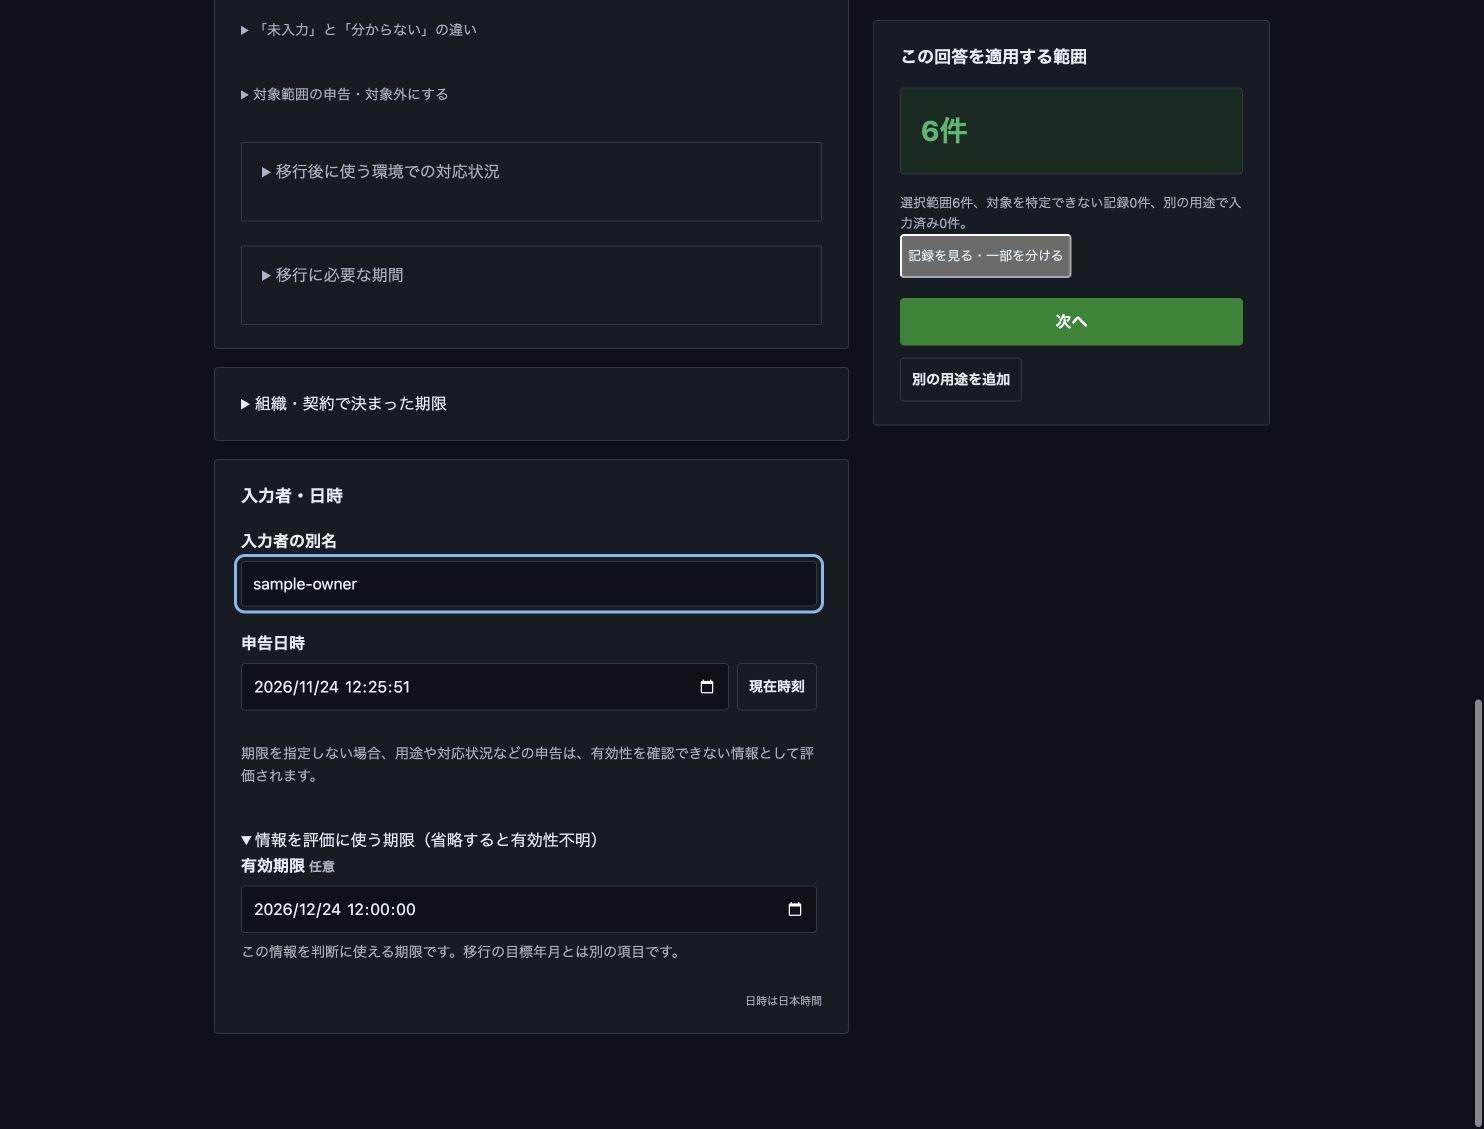 ▶ 「未入力」と「分からない」の違い
▶ 対象範囲の申告・対象外にする
▶ 移行後に使う環境での対応状況
▶ 移行に必要な期間
▶ 組織・契約で決まった期限
入力者・日時
入力者の別名
sample-owner
申告日時
2026/11/24 12:25:51
現在時刻
期限を指定しない場合、用途や対応状況などの申告は、有効性を確認できない情報として評
価されます。
▼ 情報を評価に使う期限（省略すると有効性不明）
有効期限 任意
2026/12/24 12:00:00
この情報を判断に使える期限です。移行の目標年月とは別の項目です。
日時は日本時間
この回答を適用する範囲
6件
選択範囲6件、対象を特定できない記録0件、別の用途で入
力済み0件。
記録を見る・一部を分ける
次へ
別の用途を追加